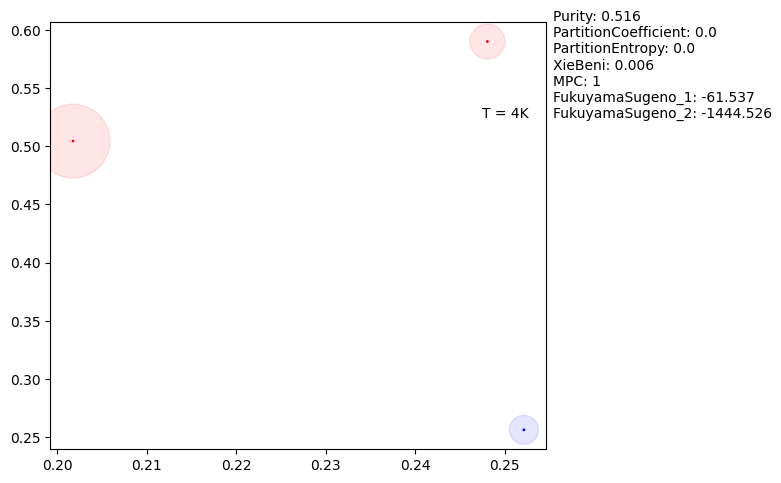 Purity: 0.516
PartitionCoefficient: 0.0
PartitionEntropy: 0.0
XieBeni: 0.006
MPC: 1
FukuyamaSugeno_1: -61.537
FukuyamaSugeno_2: -1444.526
T = 4K
0.60
0.55
0.50
0.45
0.40
0.35
0.30
0.25
0.20
0.21
0.22
0.23
0.24
0.25